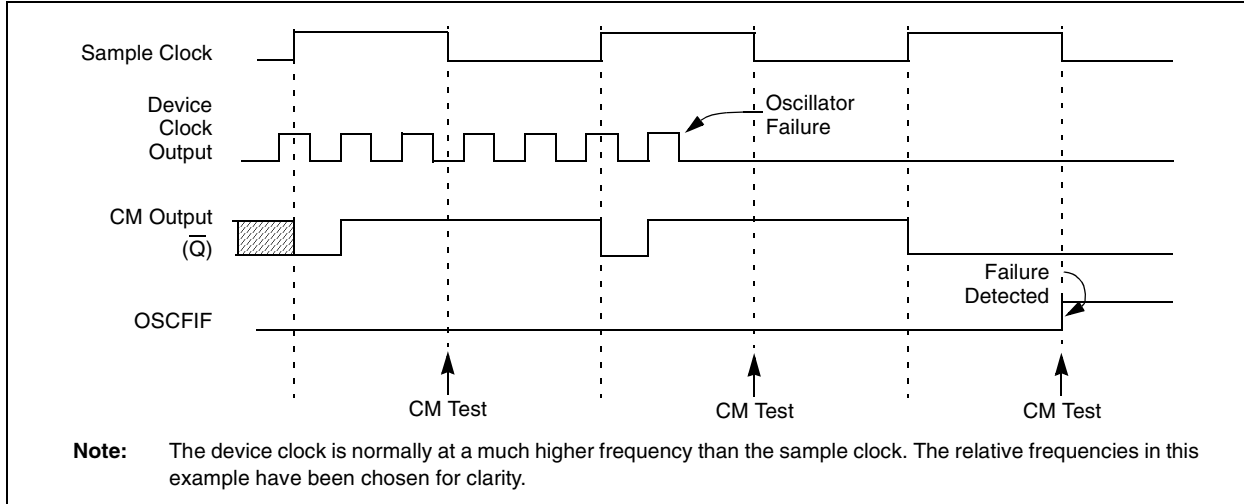 Sample Clock
Device
Clock
Output
Oscillator
Failure
CM Output
(Q̅)
Failure
Detected
OSCFIF
CM Test
CM Test
CM Test
Note: The device clock is normally at a much higher frequency than the sample clock. The relative frequencies in this
example have been chosen for clarity.